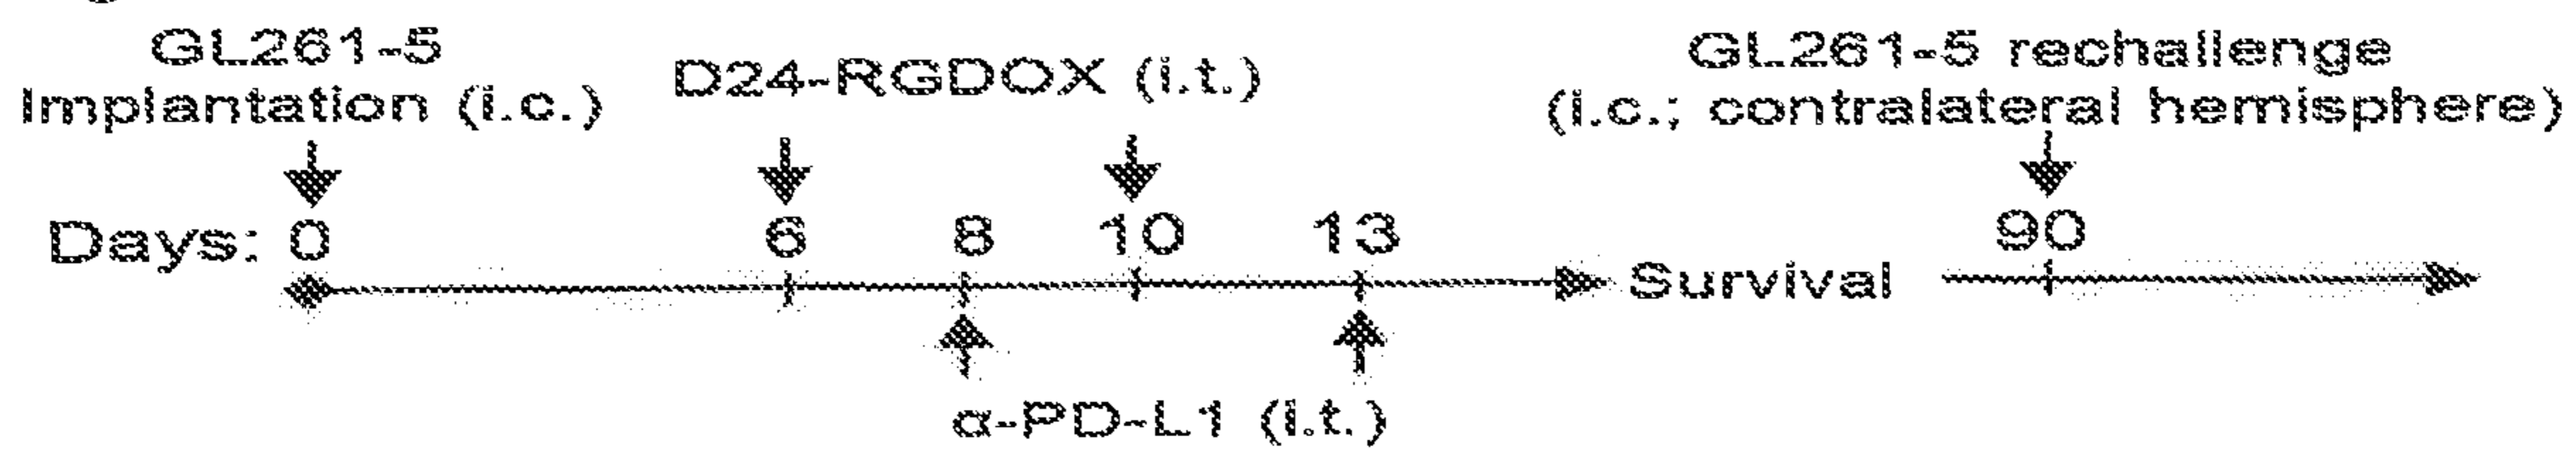 GL261-5
Implantation (i.c.)
D24-RGDOX (i.t.)
GL261-5 rechallenge
(i.c.; contralateral hemisphere)
Days: 0 6 8 10 13 90
Survival
α-PD-L1 (i.t.)